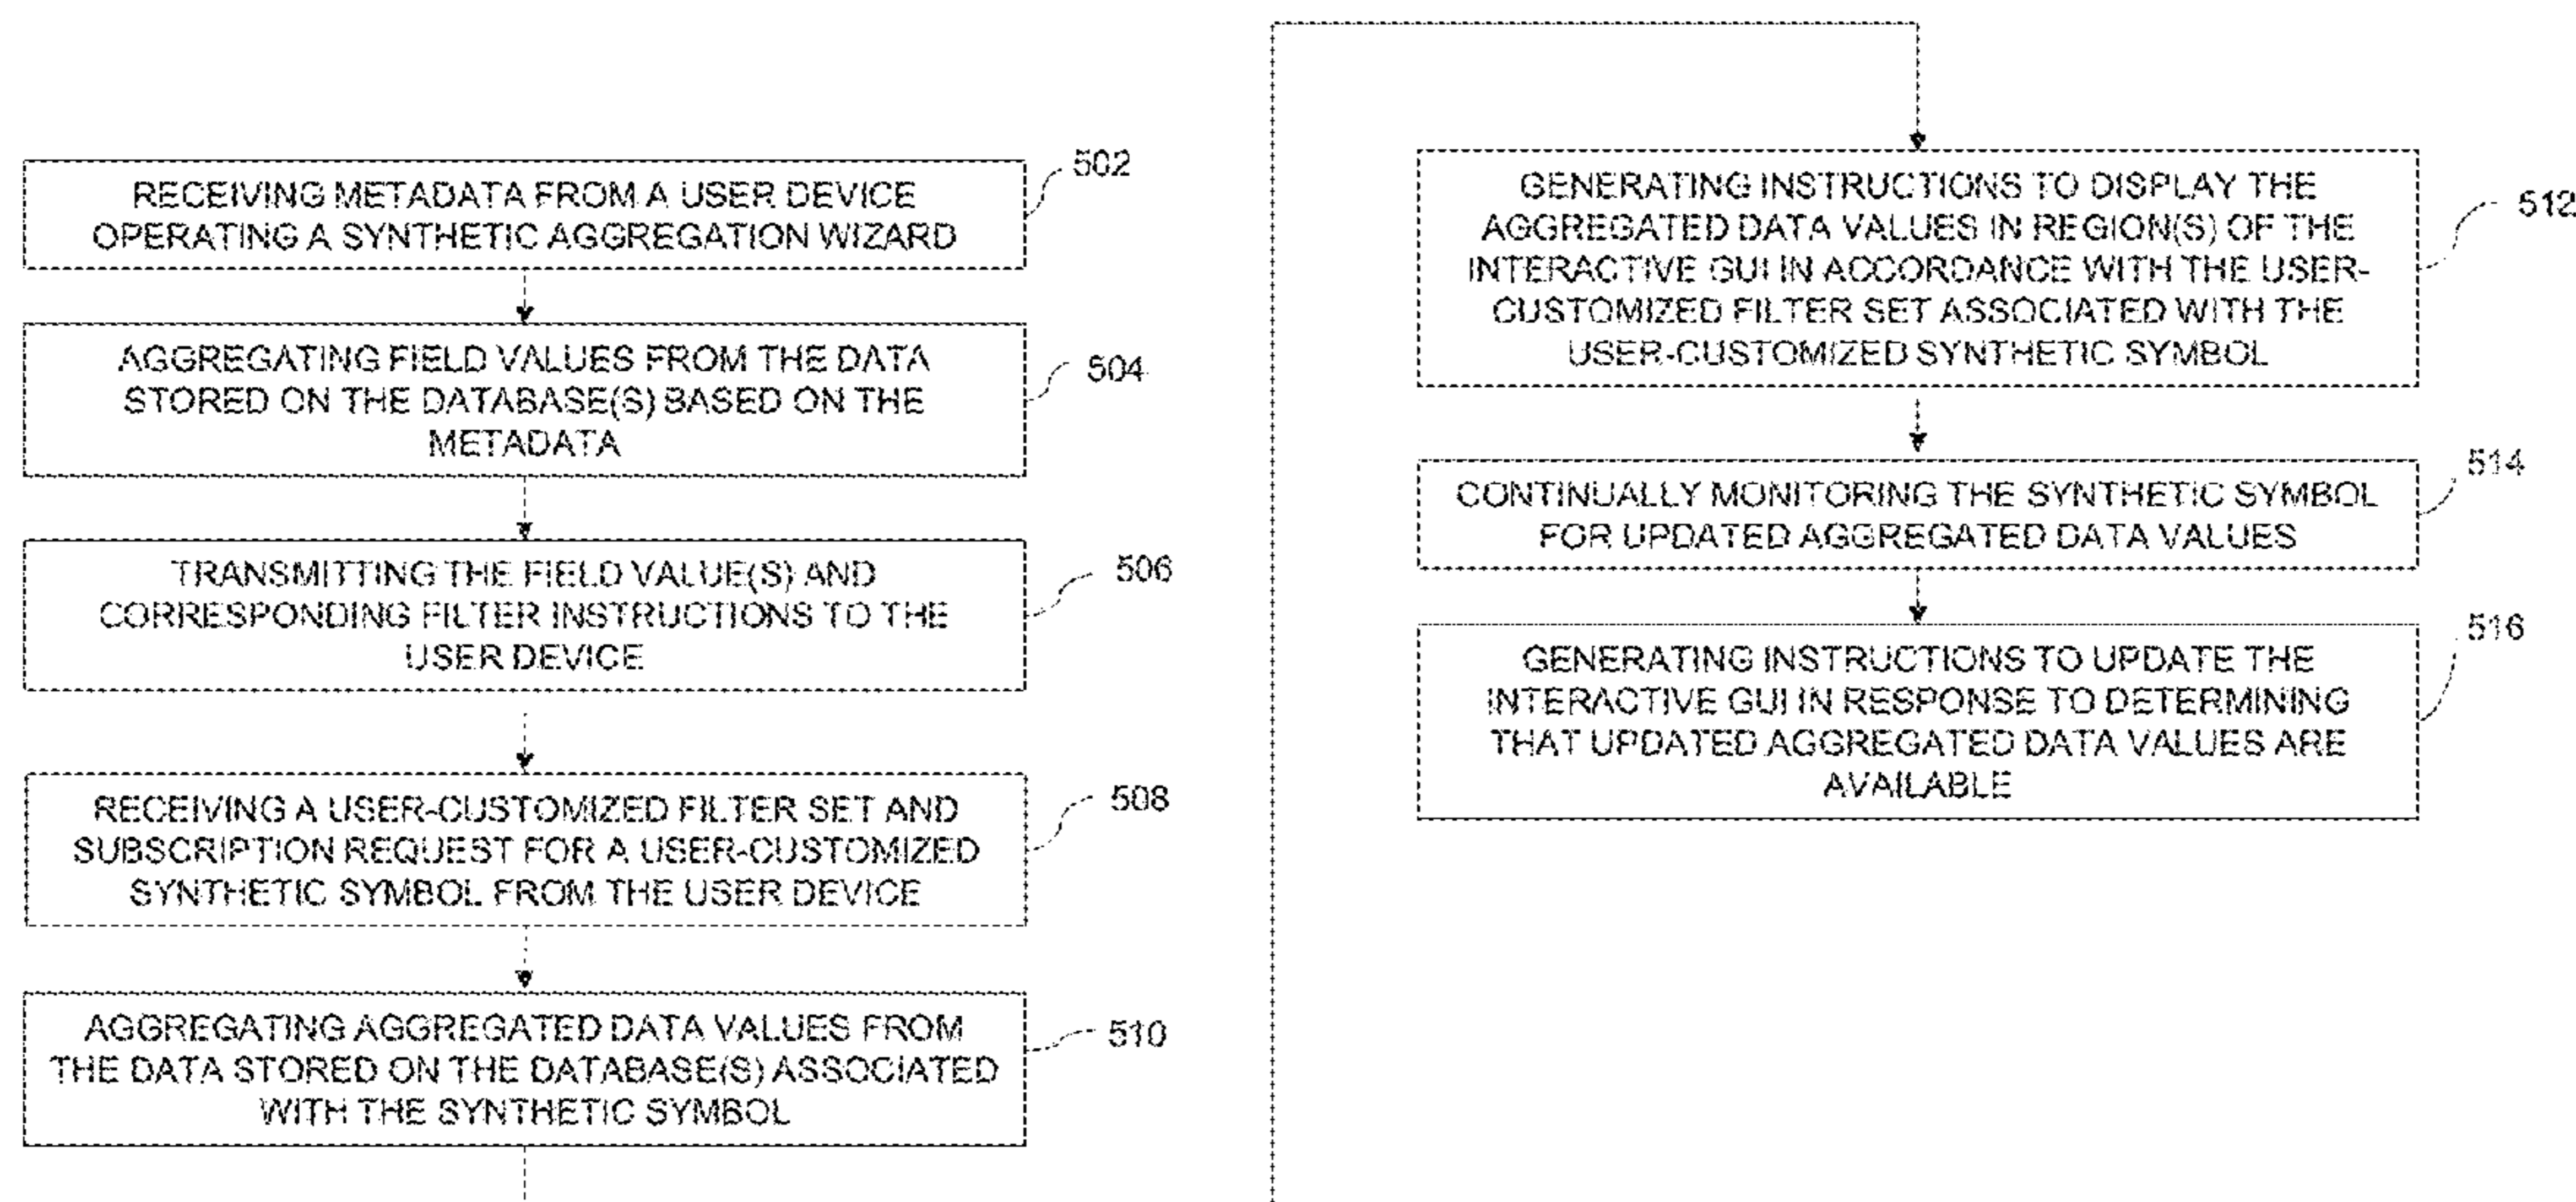 502
RECEIVING METADATA FROM A USER DEVICE
OPERATING A SYNTHETIC AGGREGATION WIZARD
504
AGGREGATING FIELD VALUES FROM THE DATA
STORED ON THE DATABASE(S) BASED ON THE
METADATA
506
TRANSMITTING THE FIELD VALUE(S) AND
CORRESPONDING FILTER INSTRUCTIONS TO THE
USER DEVICE
508
RECEIVING A USER-CUSTOMIZED FILTER SET AND
SUBSCRIPTION REQUEST FOR A USER-CUSTOMIZED
SYNTHETIC SYMBOL FROM THE USER DEVICE
510
AGGREGATING AGGREGATED DATA VALUES FROM
THE DATA STORED ON THE DATABASE(S) ASSOCIATED
WITH THE SYNTHETIC SYMBOL
512
GENERATING INSTRUCTIONS TO DISPLAY THE
AGGREGATED DATA VALUES IN REGION(S) OF THE
INTERACTIVE GUI IN ACCORDANCE WITH THE USER-
CUSTOMIZED FILTER SET ASSOCIATED WITH THE
USER-CUSTOMIZED SYNTHETIC SYMBOL
514
CONTINUALLY MONITORING THE SYNTHETIC SYMBOL
FOR UPDATED AGGREGATED DATA VALUES
516
GENERATING INSTRUCTIONS TO UPDATE THE
INTERACTIVE GUI IN RESPONSE TO DETERMINING
THAT UPDATED AGGREGATED DATA VALUES ARE
AVAILABLE